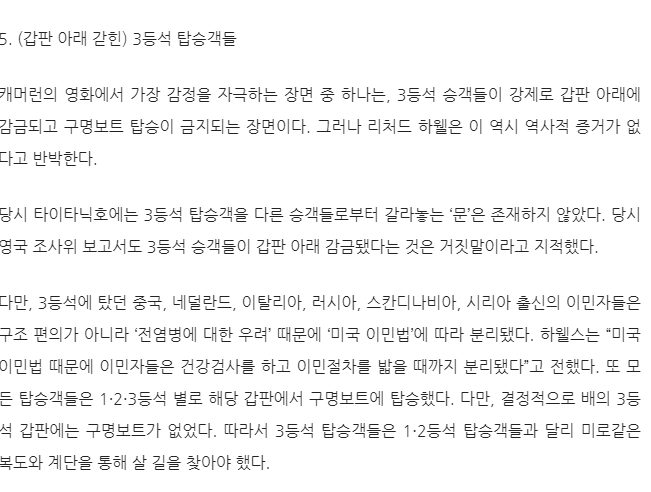 5. (갑판 아래 갇힌) 3등석 탑승객들
캐머런의 영화에서 가장 감정을 자극하는 장면 중 하나는, 3등석 승객들이 강제로 갑판 아래에
감금되고 구명보트 탑승이 금지되는 장면이다. 그러나 리처드 하웰은 이 역시 역사적 증거가 없
다고 반박한다.
당시 타이타닉호에는 3등석 탑승객을 다른 승객들로부터 갈라놓는 ‘문’은 존재하지 않았다. 당시
영국 조사위 보고서도 3등석 승객들이 갑판 아래 감금됐다는 것은 거짓말이라고 지적했다.
다만, 3등석에 탔던 중국, 네덜란드, 이탈리아, 러시아, 스칸디나비아, 시리아 출신의 이민자들은
구조 편의가 아니라 ‘전염병에 대한 우려’ 때문에 ‘미국 이민법’에 따라 분리됐다. 하웰스는 “미국
이민법 때문에 이민자들은 건강검사를 하고 이민절차를 밟을 때까지 분리됐다”고 전했다. 또 모
든 탑승객들은 1·2·3등석 별로 해당 갑판에서 구명보트에 탑승했다. 다만, 결정적으로 배의 3등
석 갑판에는 구명보트가 없었다. 따라서 3등석 탑승객들은 1·2등석 탑승객들과 달리 미로같은
복도와 계단을 통해 살 길을 찾아야 했다.